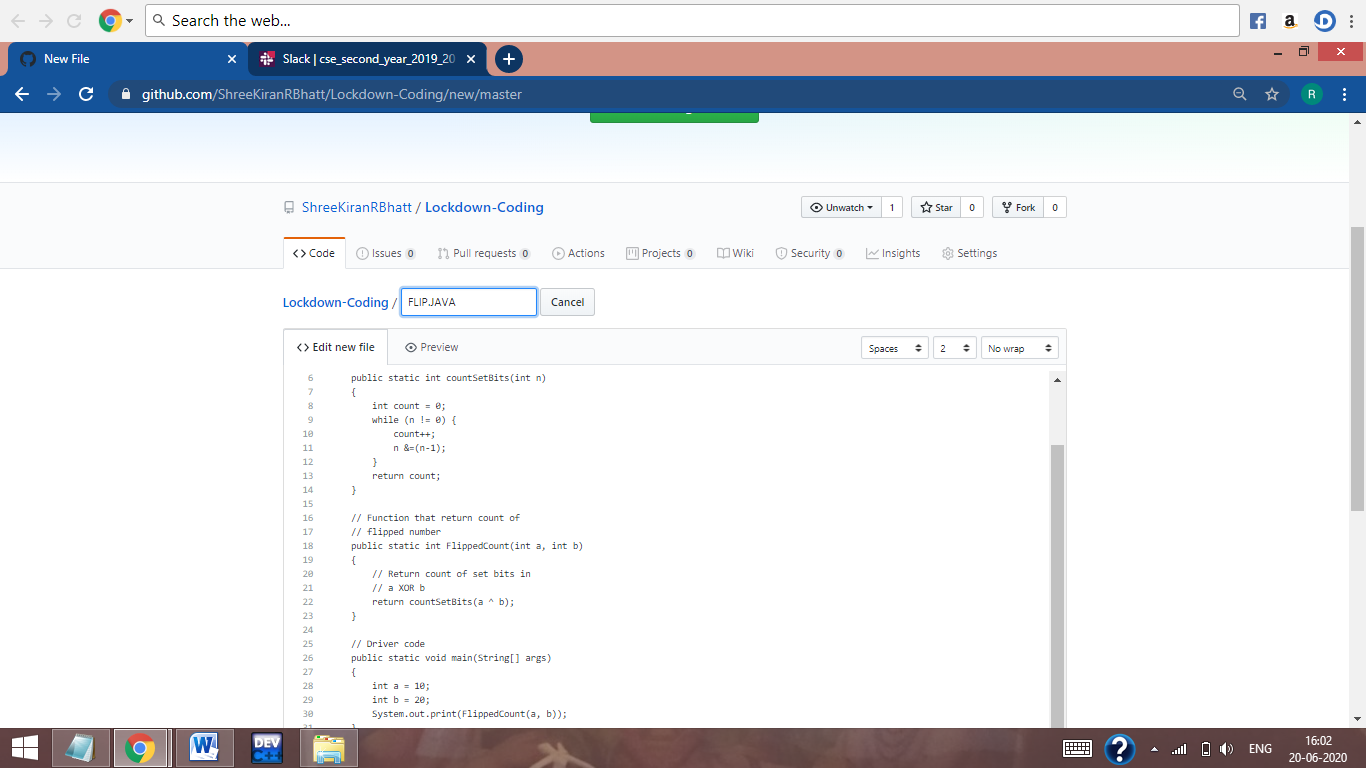 Search the web...
New File
Slack | cse_second_year_2019_20
github.com/ShreeKiranRBhatt/Lockdown-Coding/new/master
R
ShreeKiranRBhatt / Lockdown-Coding
Unwatch 1 Star 0 Fork 0
Code Issues 0 Pull requests 0 Actions Projects 0 Wiki Security 0 Insights Settings
Lockdown-Coding / FLIP.JAVA Cancel
Edit new file Preview Spaces 2 No wrap
6 public static int countSetBits(int n)
7 {
8 int count = 0;
9 while (n != 0) {
10 count++;
11 n &=(n-1);
12 }
13 return count;
14 }
15
16 // Function that return count of
17 // flipped number
18 public static int FlippedCount(int a, int b)
19 {
20 // Return count of set bits in
21 // a XOR b
22 return countSetBits(a ^ b);
23 }
24
25 // Driver code
26 public static void main(String[] args)
27 {
28 int a = 10;
29 int b = 20;
30 System.out.print(FlippedCount(a, b));
31 }
DEV C++
ENG
16:02
20-06-2020